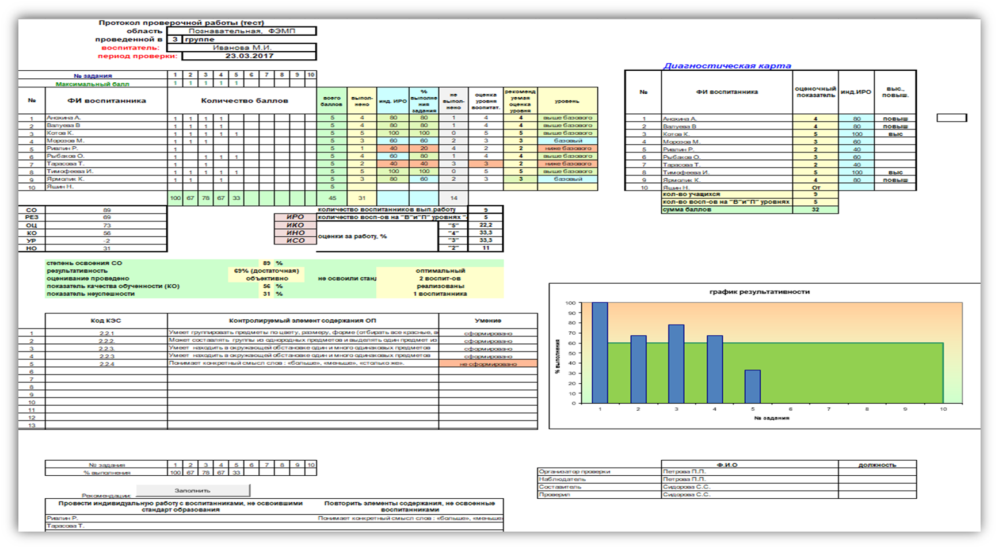 Протокол проверочной работы (тест)
область Познавательная, ФЭМП
проведенной в 3 группе
воспитатель: Иванова М.И.
период проверки: 23.03.2017
№ задания 1 2 3 4 5 6 7 8 9 10
Максимальный балл 1 1 1 1 1
№ ФИ воспитанника Количество баллов всего баллов выпол-нено инд. ИРО % выполнения задания не выпол-нено оценка уровня воспитат. рекомендуемая оценка уровня уровень
1 Анохина А. 1 1 1 1 5 4 80 80 1 4 4 выше базового
2 Валуева В 1 1 1 1 5 4 80 80 1 4 4 выше базового
3 Котов К. 1 1 1 1 1 5 5 100 100 0 5 5 выше базового
4 Морозов М. 1 1 1 5 3 60 60 2 3 3 базовый
5 Ривлин Р. 1 5 1 40 20 4 2 2 ниже базового
6 Рыбаков О. 1 1 1 1 5 4 60 80 1 4 4 выше базового
7 Тарасова Т. 1 1 5 2 40 40 3 3 2 ниже базового
8 Тимофеева И. 1 1 1 1 1 5 5 100 100 0 5 5 выше базового
9 Ярмолик К. 1 1 1 5 3 80 60 2 3 3 базовый
10 Яшин Н. 5
100 67 78 67 33 45 31 14
Диагностическая карта
№ ФИ воспитанника оценочный показатель инд.ИРО выс., повыш.
1 Анохина А. 4 80 повыш
2 Валуева В 4 80 повыш
3 Котов К. 5 100 выс
4 Морозов М. 3 60
5 Ривлин Р. 2 40
6 Рыбаков О. 3 60
7 Тарасова Т. 2 40
8 Тимофеева И. 5 100 выс
9 Ярмолик К. 4 80 повыш
10 Яшин Н. От
кол-во учащихся 9
кол-во восп-ов на "В"и"П" уровнях 5
сумма баллов 32
СО 89
РЕЗ 69
ОЦ 73
КО 56
УР -2
НО 31
ИРО
ИКО
ИНО
ИСО
количество воспитанников вып.работу 9
количество восп-ов на "В"и"П" уровнях 5
оценки за работу, %
"5" 22,2
"4" 33,3
"3" 33,3
"2" 11
степень освоения СО 89 %
результативность 69% (достаточная) оптимальный
оценивание проведено объективно не освоили станд 2 воспит-ов
показатель качества обученности (КО) 56 % реализованы
показатель неуспешности 31 % 1 воспитанника
Код КЭС Контролируемый элемент содержания ОП Умение
1 2.2.1 Умеет группировать предметы по цвету, размеру, форме (отбирать все красные, в сформировано
2 2.2.2. Может составлять группы из однородных предметов и выделять один предмет из сформировано
3 2.2.3. Умеет находить в окружающей обстановке один и много одинаковых предметов сформировано
4 2.2.3 Умеет находить в окружающей обстановке один и много одинаковых предметов сформировано
5 2.2.4 Понимает конкретный смысл слов : «больше», «меньше», «столько же». не сформировано
6
7
8
9
10
11
12
13
график результативности
% выполнения
100
90
80
70
60
50
40
30
20
10
0
1 2 3 4 5 6 7 8 9 10
№ задания
№ задания 1 2 3 4 5 6 7 8 9 10
% выполнения 100 67 78 67 33
Ф.И.О должность
Организатор проверки Петрова П.П.
Наблюдатель Петрова П.П.
Составитель Сидорова С.С.
Проверил Сидорова С.С.
Рекомендации: Заполнить
Провести индивидуальную работу с воспитанниками, не освоившими стандарт образования
Повторить элементы содержания, не освоенные воспитанниками
Ривлин Р. Понимает конкретный смысл слов : «больше», «меньше»
Тарасова Т.